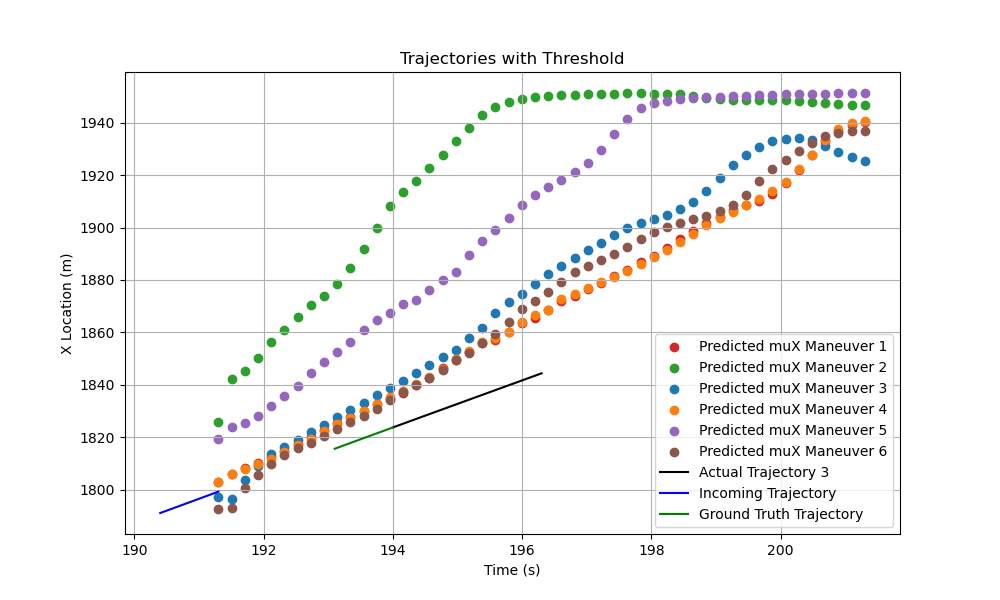 Trajectories with Threshold
X Location (m)
1940
1920
1900
1880
1860
1840
1820
1800
190
192
194
196
198
200
Time (s)
Predicted muX Maneuver 1
Predicted muX Maneuver 2
Predicted muX Maneuver 3
Predicted muX Maneuver 4
Predicted muX Maneuver 5
Predicted muX Maneuver 6
Actual Trajectory 3
Incoming Trajectory
Ground Truth Trajectory